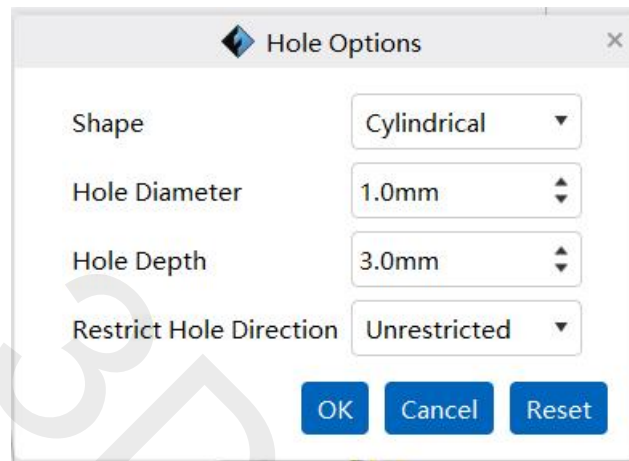 Hole Options
Shape Cylindrical
Hole Diameter 1.0mm
Hole Depth 3.0mm
Restrict Hole Direction Unrestricted
OK Cancel Reset